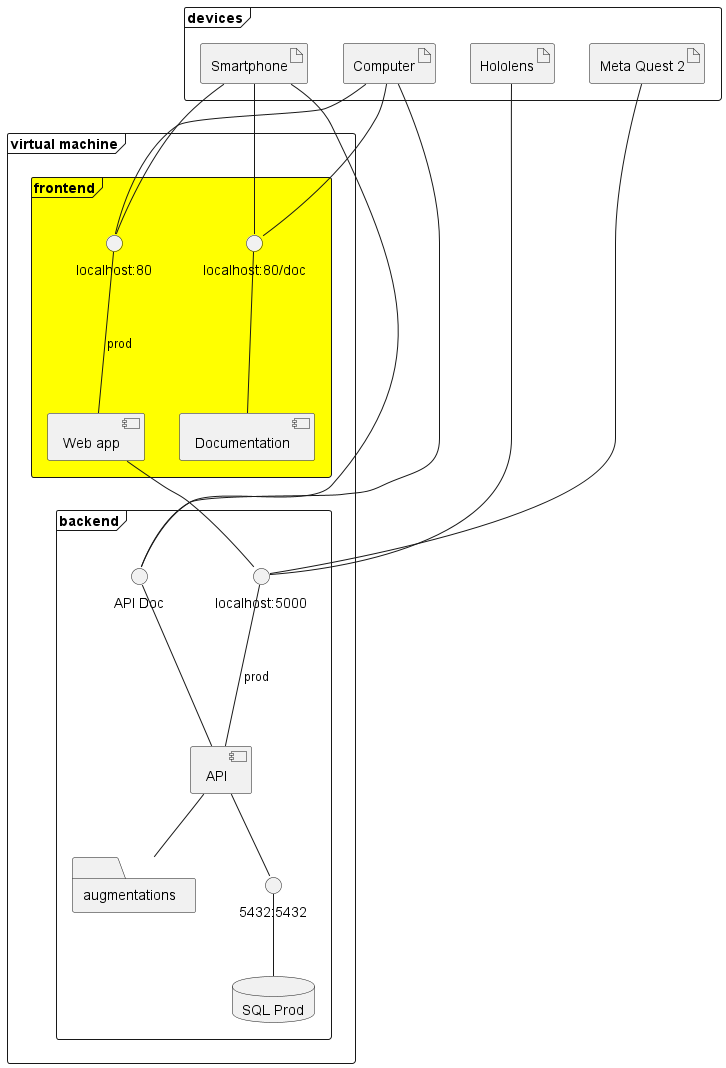 devices
Smartphone
Computer
Hololens
Meta Quest 2
virtual machine
frontend
localhost:80
localhost:80/doc
prod
Web app
Documentation
backend
API Doc
localhost:5000
prod
API
augmentations
5432:5432
SQL Prod